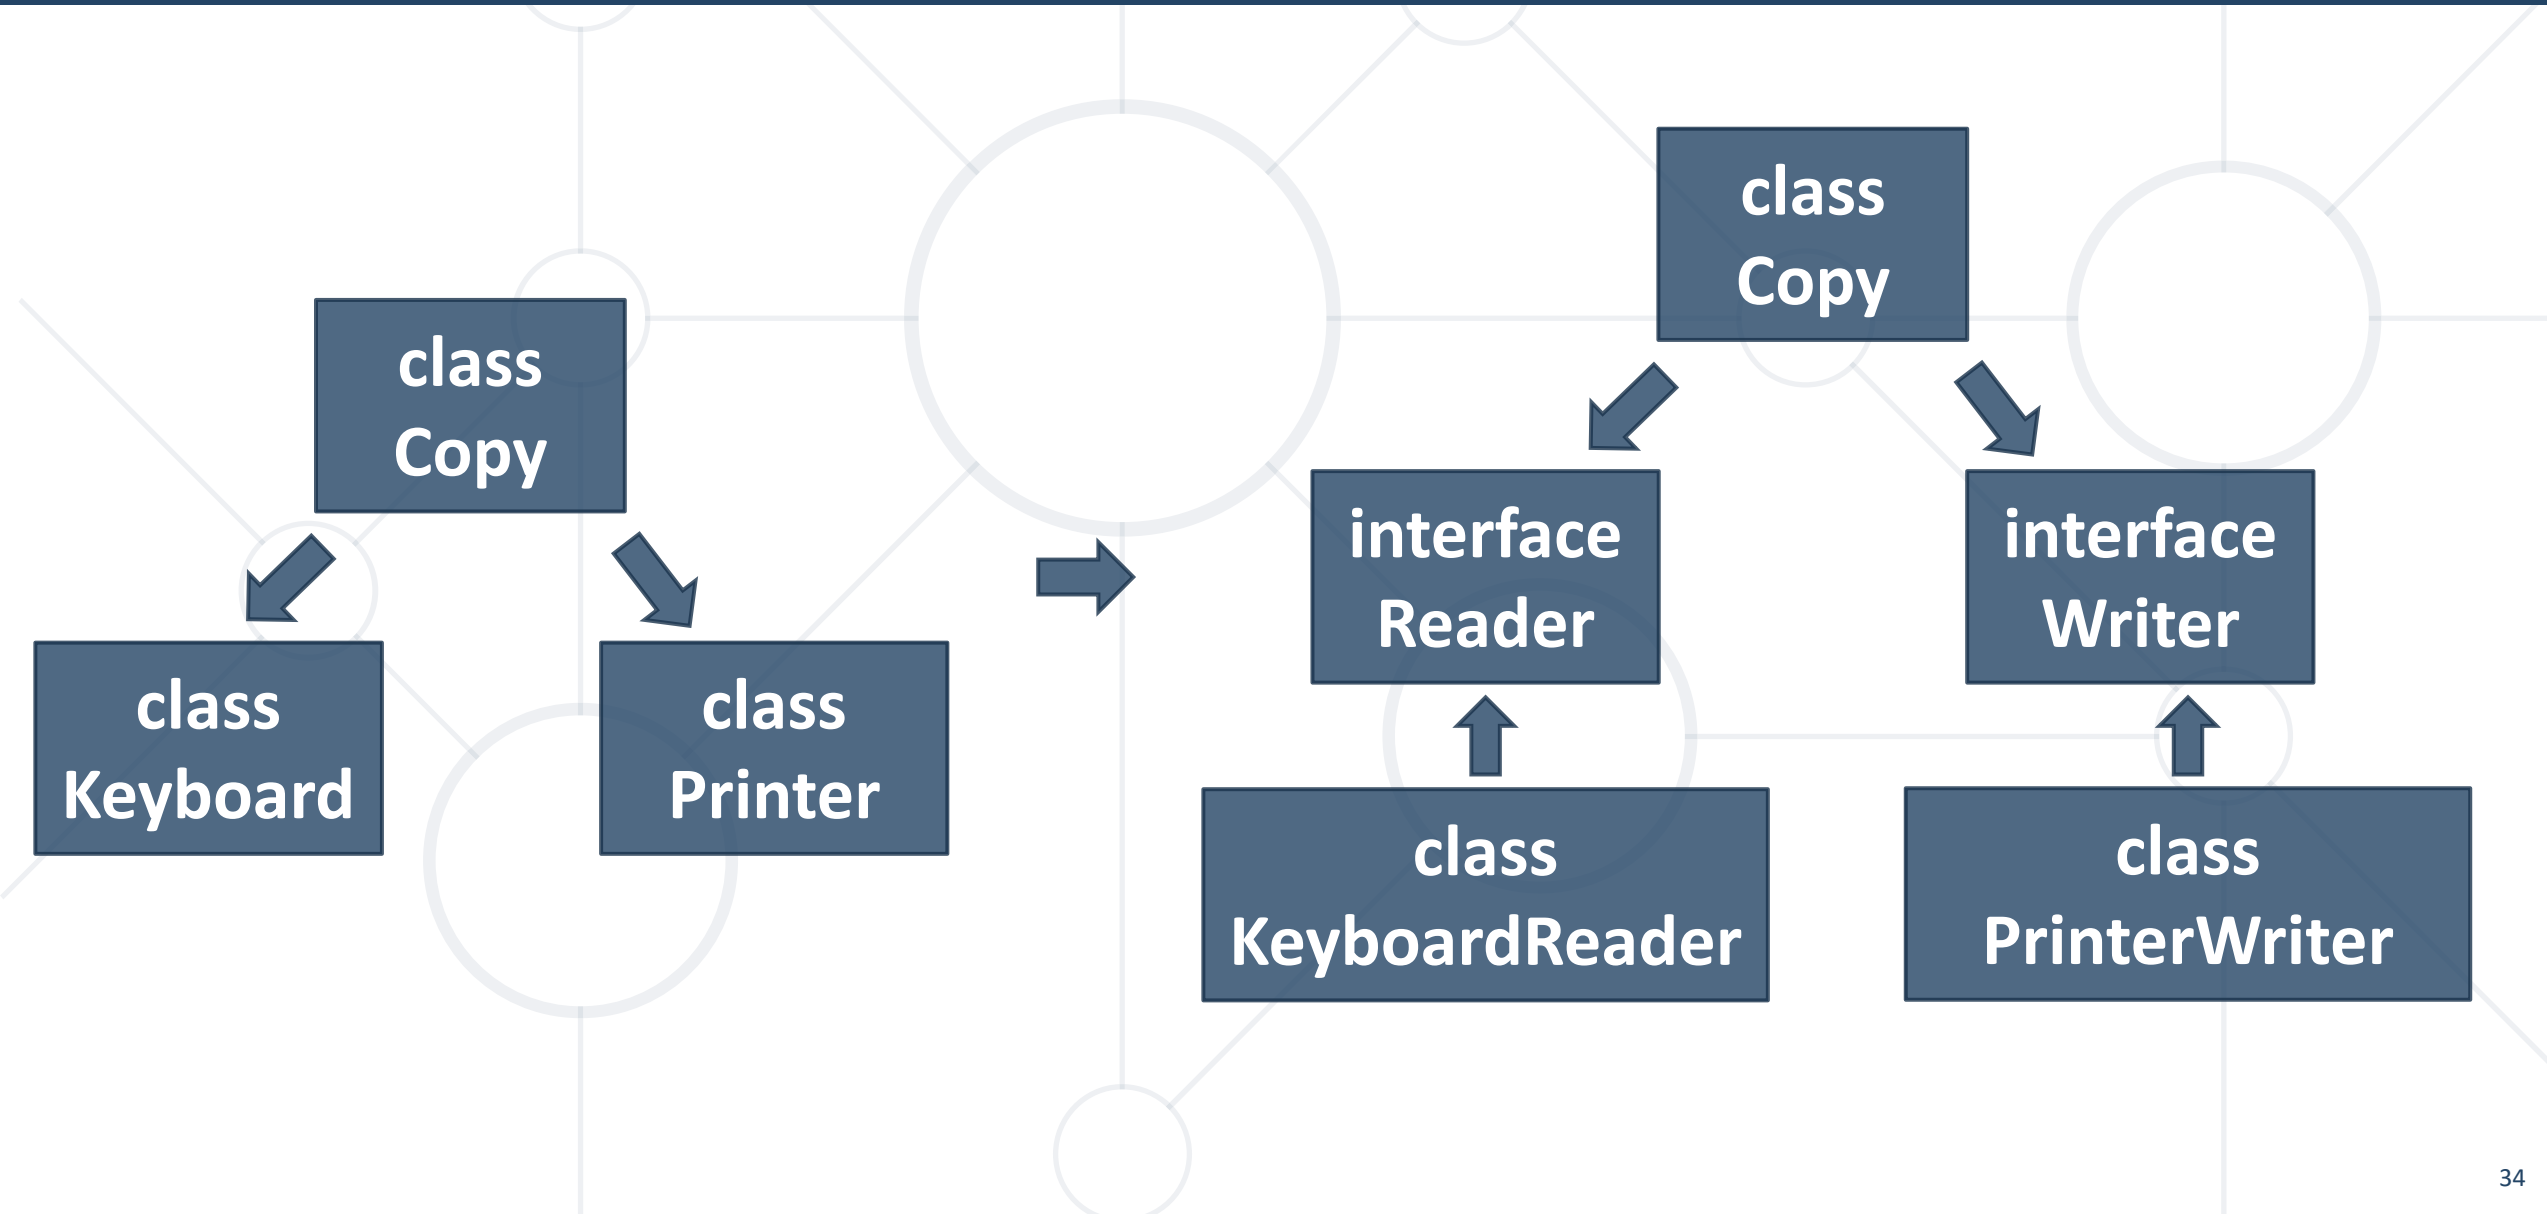 class
Copy
class
Keyboard
class
Printer
class
Copy
interface
Reader
interface
Writer
class
KeyboardReader
class
PrinterWriter
34